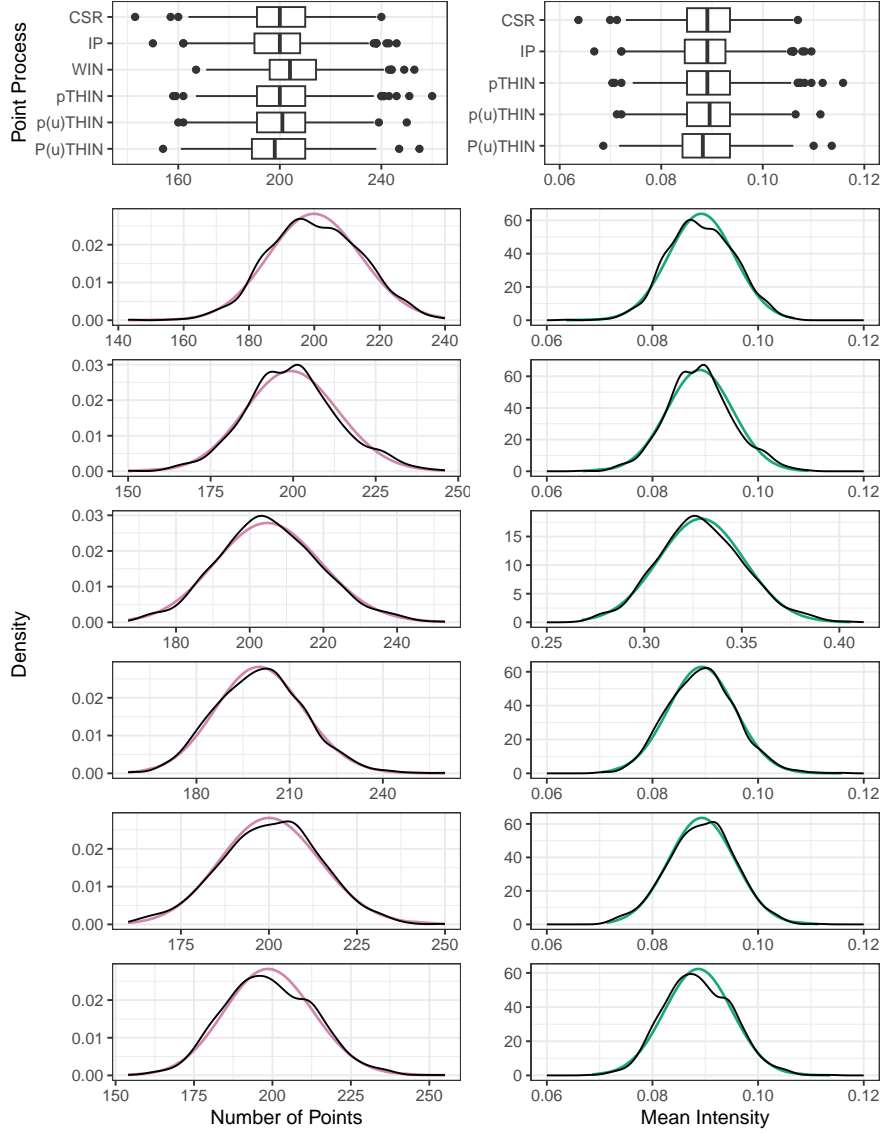 Point Process
CSR
IP
WIN
pTHIN
p(u)THIN
P(u)THIN
160 200 240
CSR
IP
pTHIN
p(u)THIN
P(u)THIN
0.06 0.08 0.10 0.12
Density
0.02
0.01
0.00
140 160 180 200 220 240
60
40
20
0
0.06 0.08 0.10 0.12
0.03
0.02
0.01
0.00
150 175 200 225 250
60
40
20
0
0.06 0.08 0.10 0.12
0.03
0.02
0.01
0.00
180 200 220 240
15
10
5
0
0.25 0.30 0.35 0.40
0.02
0.01
0.00
180 210 240
60
40
20
0
0.06 0.08 0.10 0.12
0.02
0.01
0.00
175 200 225 250
60
40
20
0
0.06 0.08 0.10 0.12
0.02
0.01
0.00
150 175 200 225 250
60
40
20
0
0.06 0.08 0.10 0.12
Number of Points
Mean Intensity